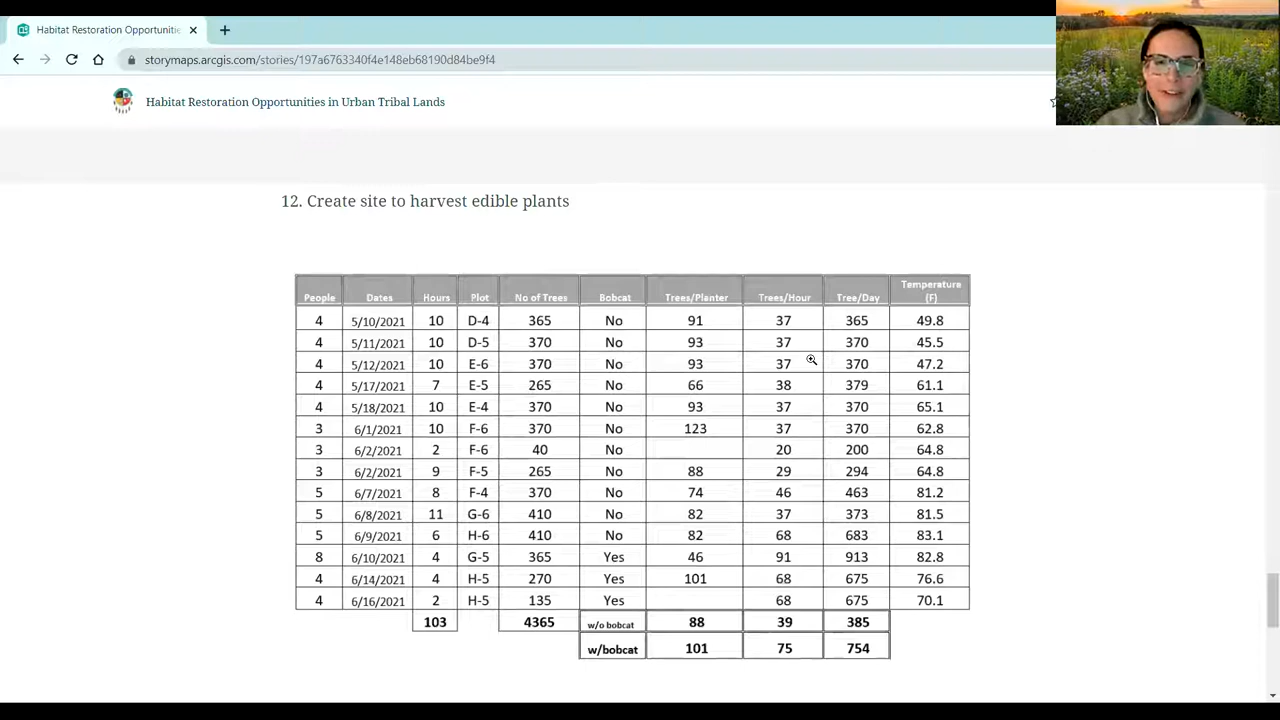 Habitat Restoration Opportunitie
storymaps.arcgis.com/stories/197a6763340f4e148eb68190d84be9f4
Habitat Restoration Opportunities in Urban Tribal Lands
12. Create site to harvest edible plants
People Dates Hours Plot No of Trees Bobcat Trees/Planter Trees/Hour Tree/Day Temperature (F)
4 5/10/2021 10 D-4 365 No 91 37 365 49.8
4 5/11/2021 10 D-5 370 No 93 37 370 45.5
4 5/12/2021 10 E-6 370 No 93 37 370 47.2
4 5/17/2021 7 E-5 265 No 66 38 379 61.1
4 5/18/2021 10 E-4 370 No 93 37 370 65.1
3 6/1/2021 10 F-6 370 No 123 37 370 62.8
3 6/2/2021 2 F-6 40 No 20 200 64.8
3 6/2/2021 9 F-5 265 No 88 29 294 64.8
5 6/7/2021 8 F-4 370 No 74 46 463 81.2
5 6/8/2021 11 G-6 410 No 82 37 373 81.5
5 6/9/2021 6 H-6 410 No 82 68 683 83.1
8 6/10/2021 4 G-5 365 Yes 46 91 913 82.8
4 6/14/2021 4 H-5 270 Yes 101 68 675 76.6
4 6/16/2021 2 H-5 135 Yes 68 675 70.1
103 4365 w/o bobcat 88 39 385
w/bobcat 101 75 754